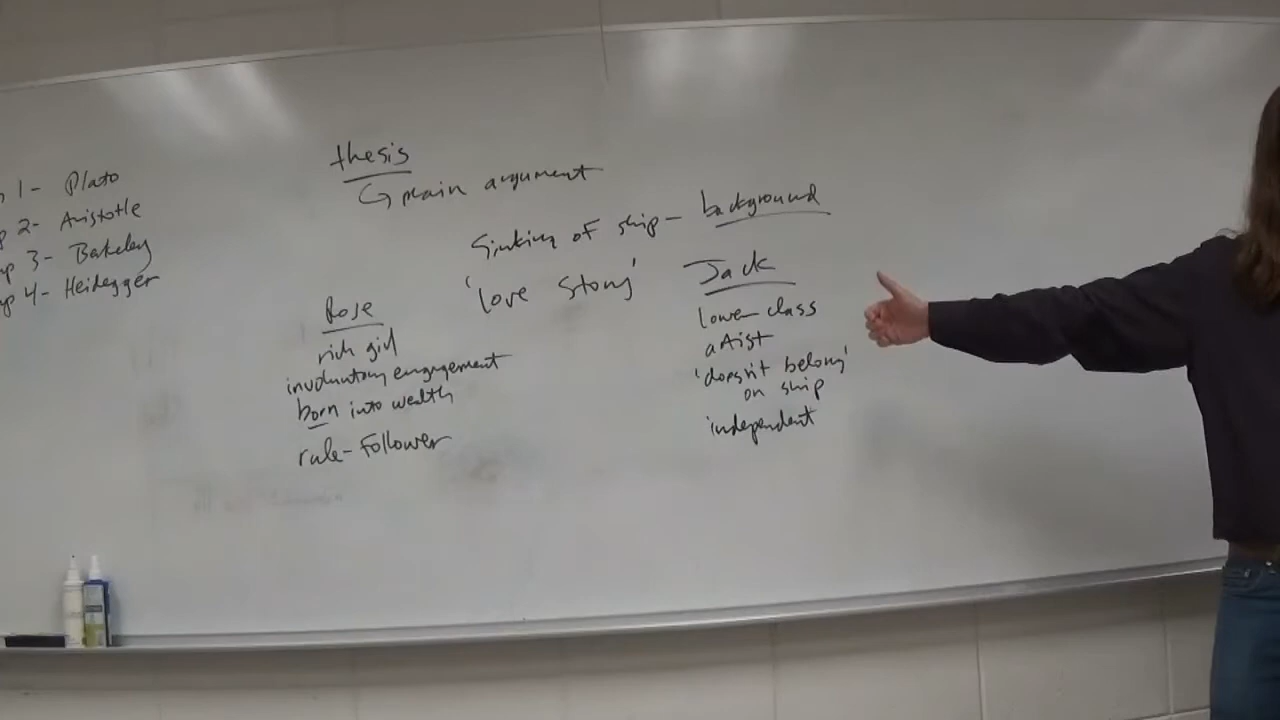 1- Plato
2- Aristotle
3- Berkeley
4- Heidegger
thesis
main argument
Sinking of ship - background
'love story'
Rose
rich girl
involuntary engagement
born into wealth
rule-follower
Jack
lower class
artist
'doesn't belong'
on ship
independent